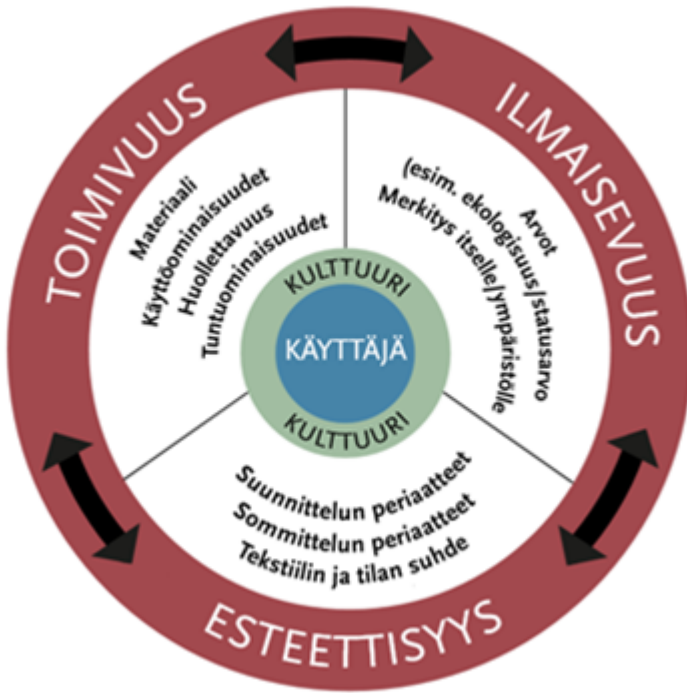 TOIMIVUUS
Materiaali
Käyttöominaisuudet
Huollettavuus
Tuntuominaisuudet
ILMAISEVUUS
Arvot
(esim. ekologisuus/statusarvo
Merkitys itselle/ympäristölle
KULTTUURI
KÄYTTÄJÄ
KULTTUURI
Suunnittelun periaatteet
Sommittelun periaatteet
Tekstiilin ja tilan suhde
ESTEETTISYYS